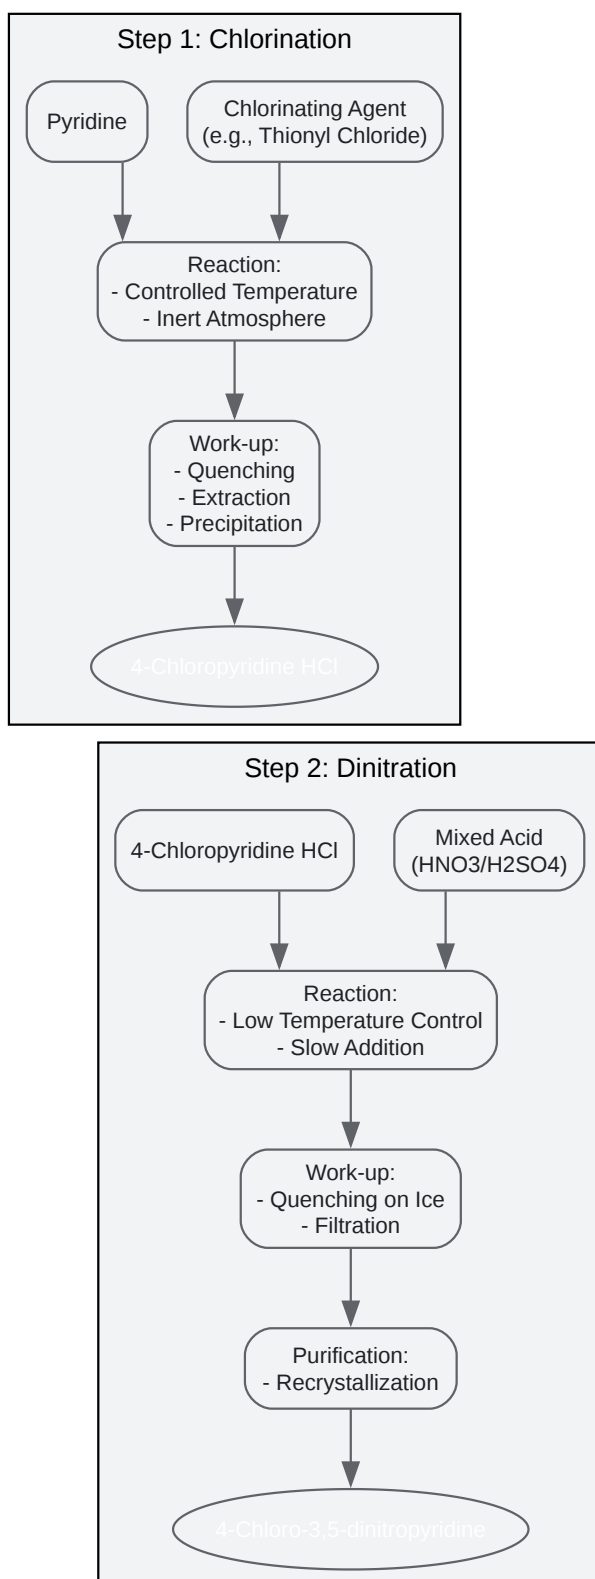 Step 1: Chlorination
Pyridine
Chlorinating Agent
(e.g., Thionyl Chloride)
Reaction:
- Controlled Temperature
- Inert Atmosphere
Work-up:
- Quenching
- Extraction
- Precipitation
4-Chloropyridine HCl
Step 2: Dinitration
4-Chloropyridine HCl
Mixed Acid
(HNO3/H2SO4)
Reaction:
- Low Temperature Control
- Slow Addition
Work-up:
- Quenching on Ice
- Filtration
Purification:
- Recrystallization
4-Chloro-3,5-dinitropyridine